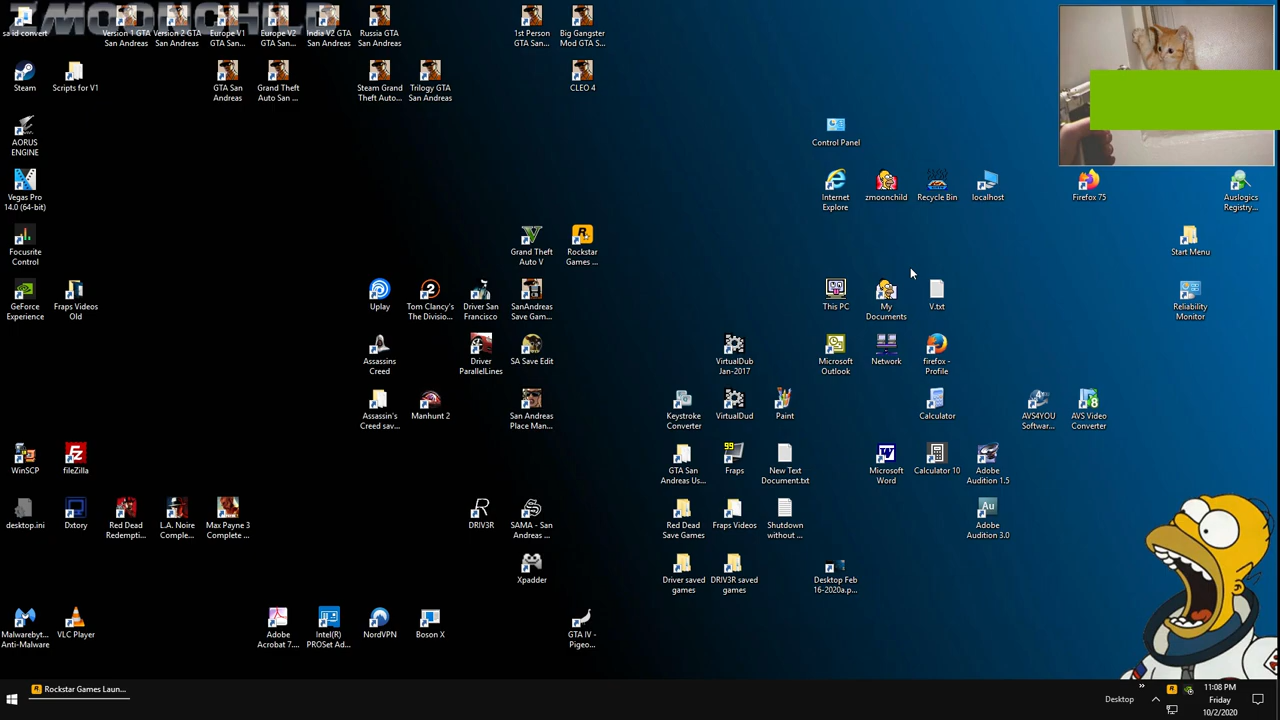 ZMOONCHILD
sa id convert
Version 1 GTA San Andreas
Version 2 GTA San Andreas
Europe V1 GTA San...
Europe V2 GTA San...
India V2 GTA San Andreas
Russia GTA San Andreas
1st Person GTA San...
Big Gangster Mod GTA S...
Steam
Scripts for V1
GTA San Andreas
Grand Theft Auto San ...
Steam Grand Theft Auto...
Trilogy GTA San Andreas
CLEO 4
AORUS ENGINE
Control Panel
Vegas Pro 14.0 (64-bit)
Internet Explore
zmoonchild
Recycle Bin
localhost
Firefox 75
Auslogics Registry...
Focusrite Control
Grand Theft Auto V
Rockstar Games ...
Start Menu
GeForce Experience
Fraps Videos Old
Uplay
Tom Clancy's The Divisio...
Driver San Francisco
SanAndreas Save Gam...
This PC
My Documents
V.txt
Reliability Monitor
Assassins Creed
Driver ParallelLines
SA Save Edit
VirtualDub Jan-2017
Microsoft Outlook
Network
firefox - Profile
Assassin's Creed sav...
Manhunt 2
San Andreas Place Man...
Keystroke Converter
VirtualDud
Paint
Calculator
AVS4YOU Softwar...
AVS Video Converter
WinSCP
fileZilla
GTA San Andreas Us...
99
Fraps
New Text Document.txt
Microsoft Word
Calculator 10
Adobe Audition 1.5
desktop.ini
Dxtory
Red Dead Redempti...
L.A. Noire Comple...
Max Payne 3 Complete ...
DRIV3R
SAMA - San Andreas ...
Red Dead Save Games
Fraps Videos
Shutdown without ...
Au
Adobe Audition 3.0
Xpadder
Driver saved games
DRIV3R saved games
Desktop Feb 16-2020a.p...
Malwarebyt... Anti-Malware
VLC Player
Adobe Acrobat 7....
Intel(R) PROSet Ad...
NordVPN
Boson X
GTA IV - Pigeo...
Rockstar Games Laun...
Desktop
11:08 PM
Friday
10/2/2020